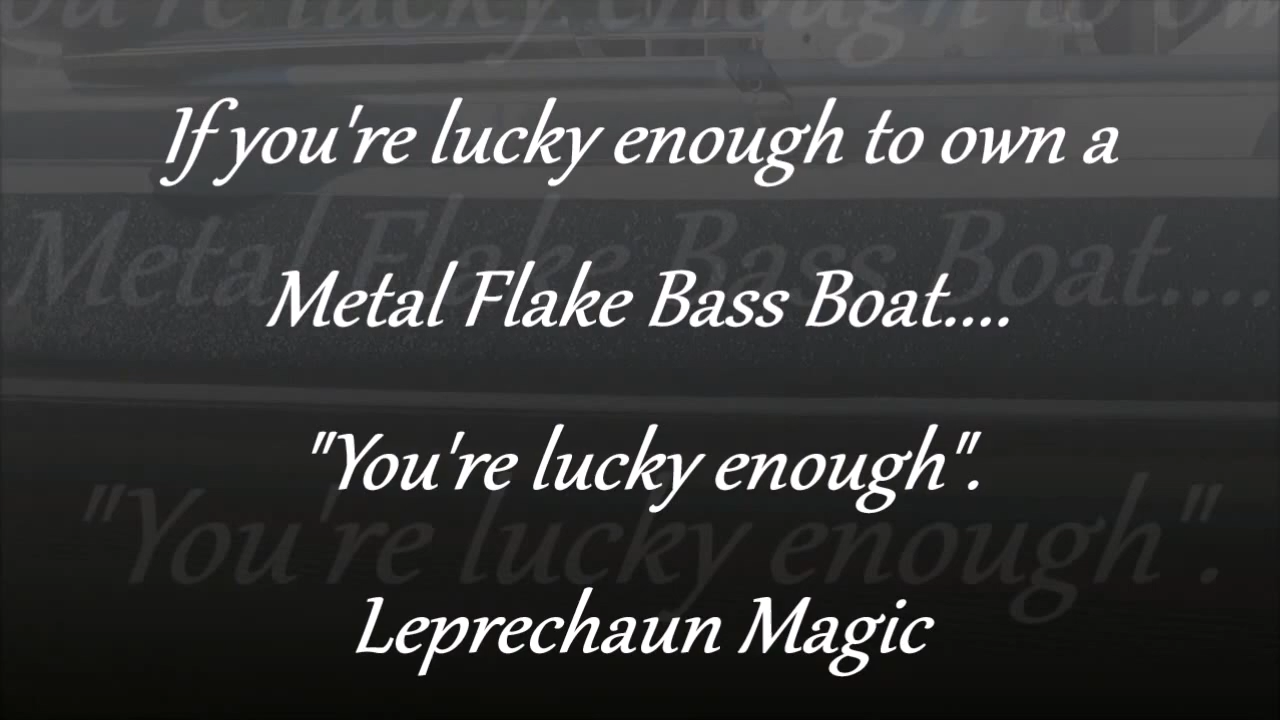 If you're lucky enough to own a
Metal Flake Bass Boat....
"You're lucky enough".
Leprechaun Magic